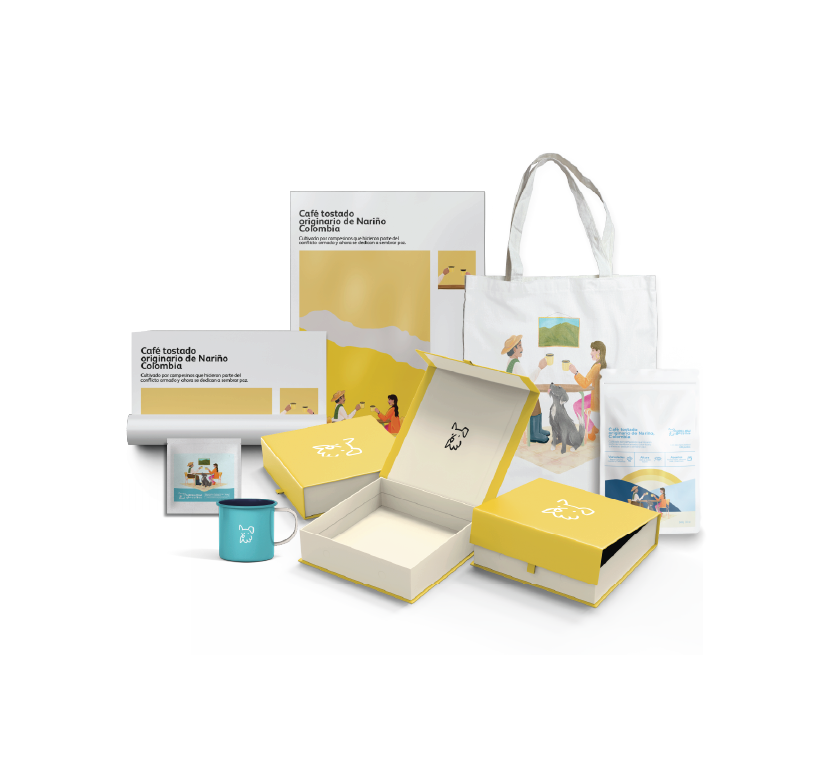 Café tostado
originario de Nariño
Colombia
Cultivado por campesinos que hicieron parte del
conflicto armado y ahora se dedican a sembrar paz.
Café tostado
originario de Nariño
Colombia
Cultivado por campesinos que hicieron parte del
conflicto armado y ahora se dedican a sembrar paz.
Café tostado
originario de Nariño
Colombia